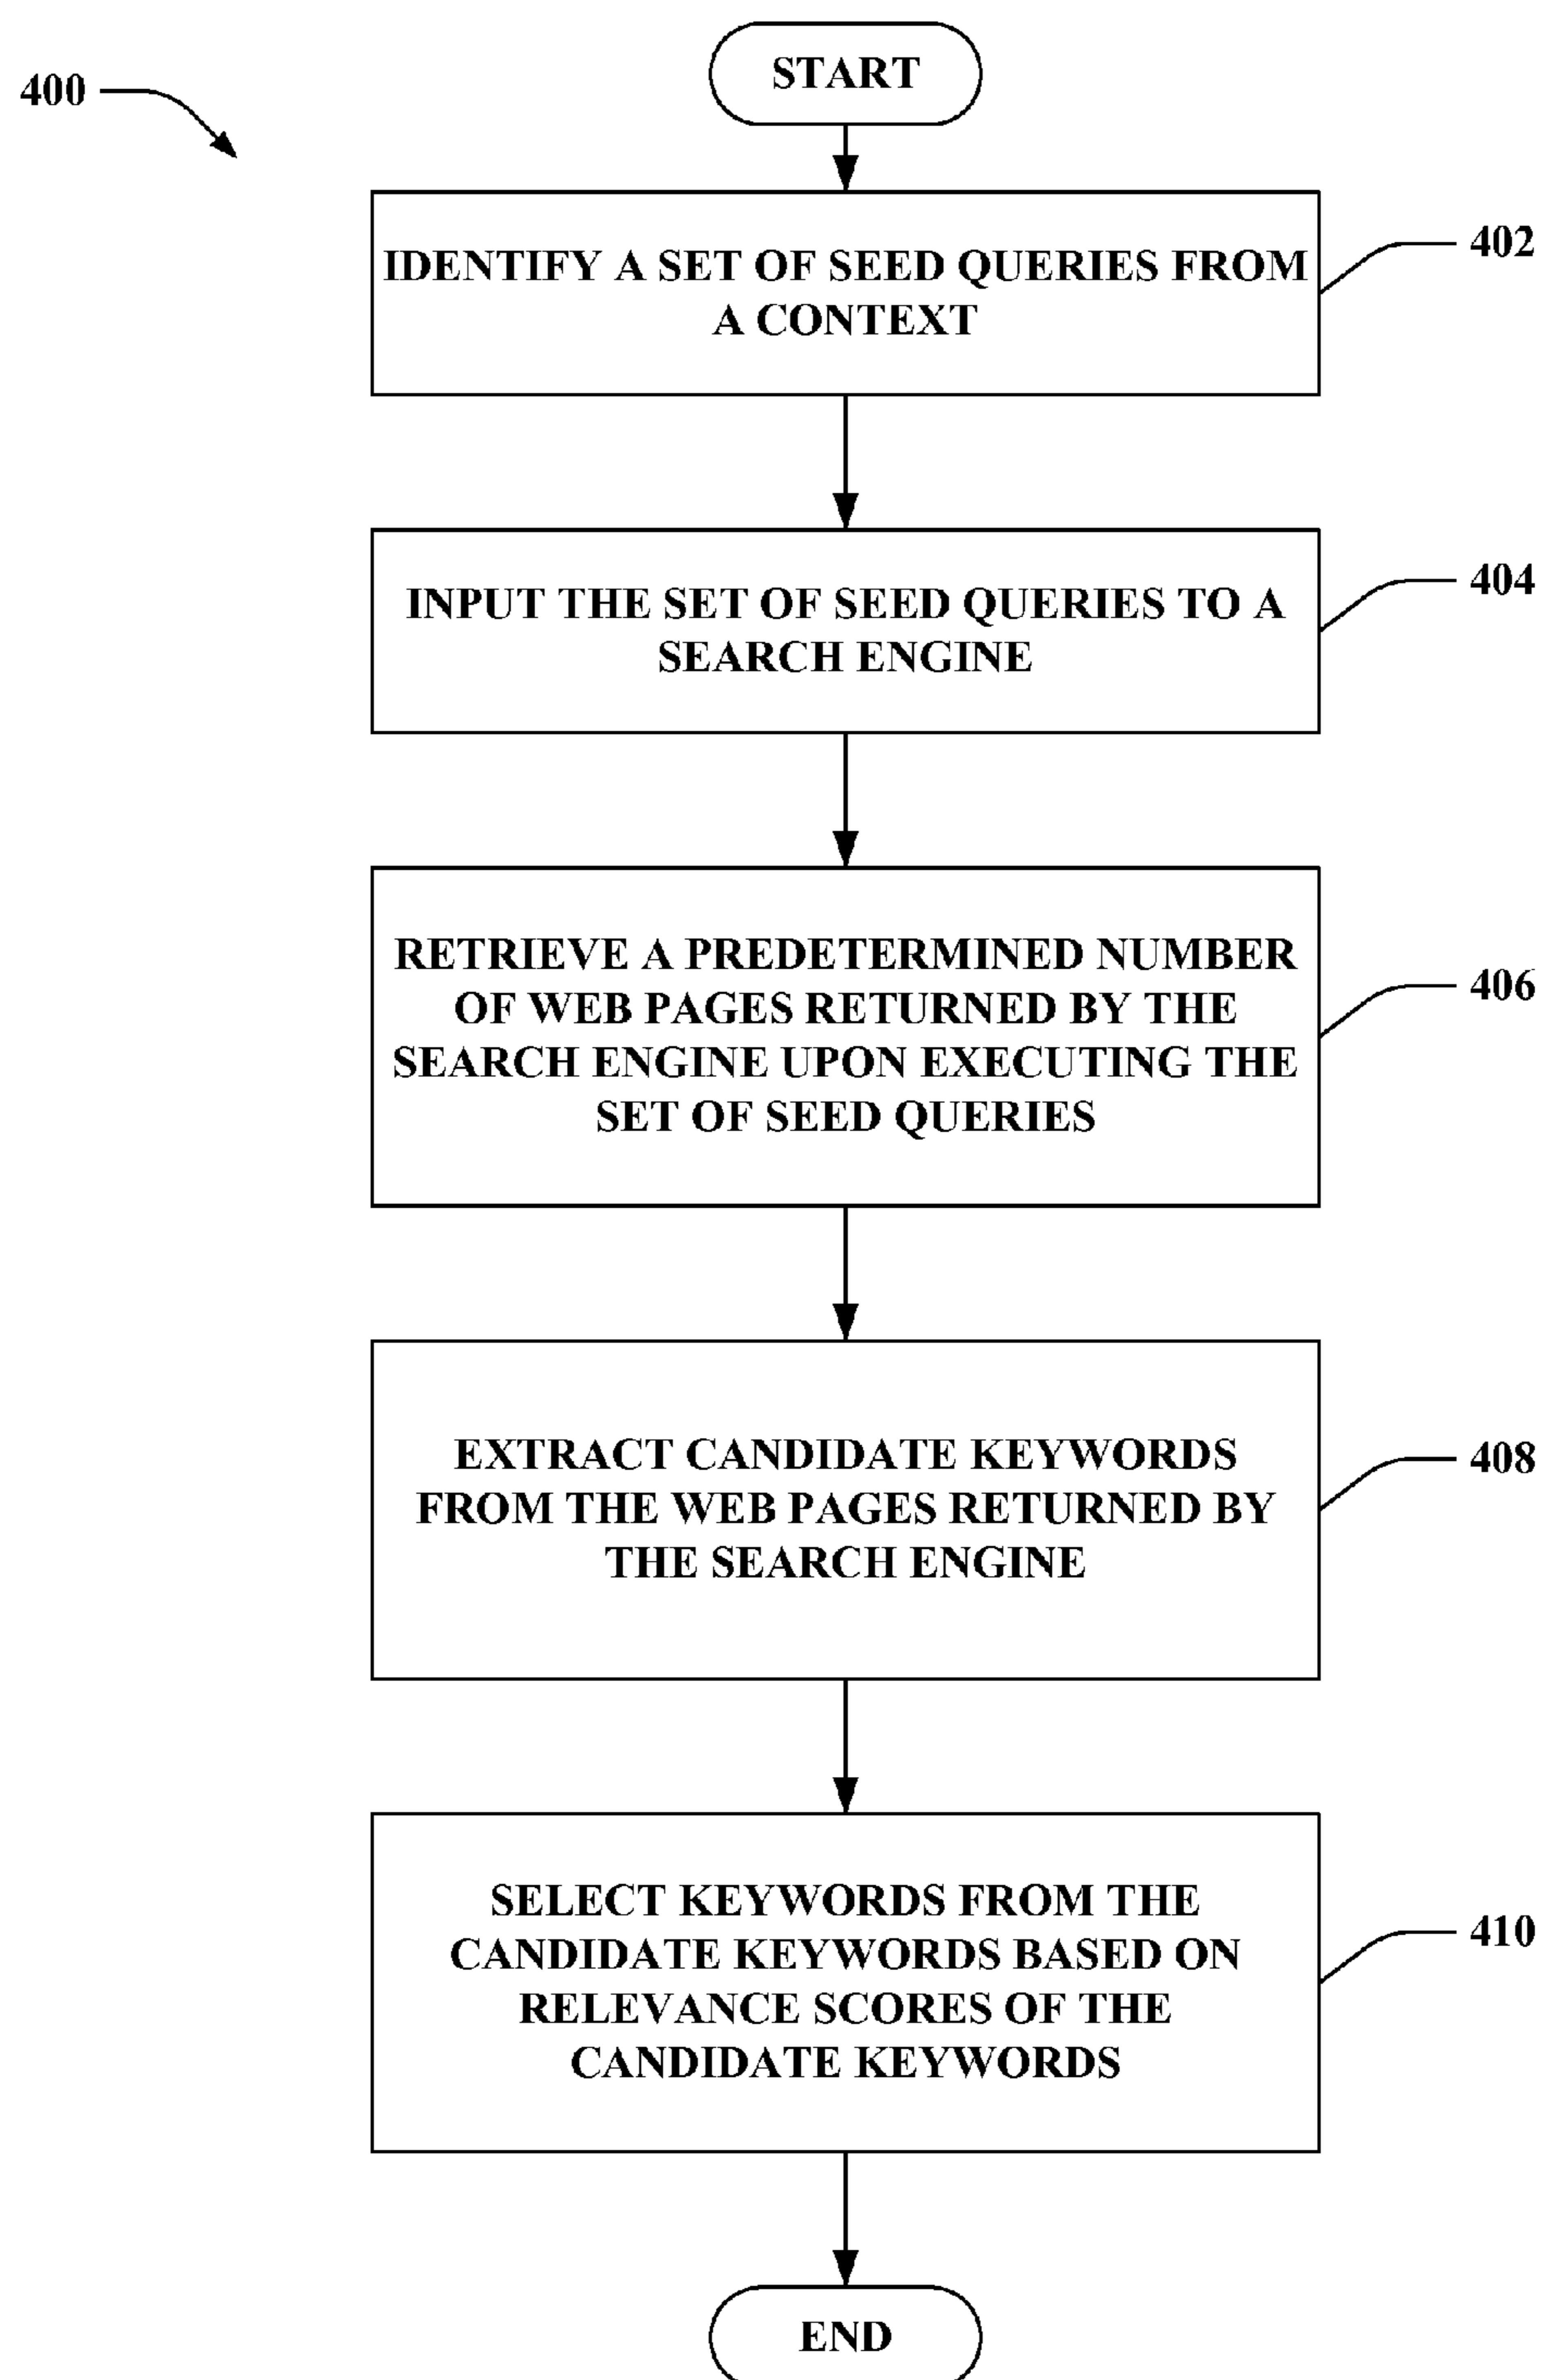 START
400
IDENTIFY A SET OF SEED QUERIES FROM
A CONTEXT
402
INPUT THE SET OF SEED QUERIES TO A
SEARCH ENGINE
404
RETRIEVE A PREDETERMINED NUMBER
OF WEB PAGES RETURNED BY THE
SEARCH ENGINE UPON EXECUTING THE
SET OF SEED QUERIES
406
EXTRACT CANDIDATE KEYWORDS
FROM THE WEB PAGES RETURNED BY
THE SEARCH ENGINE
408
SELECT KEYWORDS FROM THE
CANDIDATE KEYWORDS BASED ON
RELEVANCE SCORES OF THE
CANDIDATE KEYWORDS
410
END